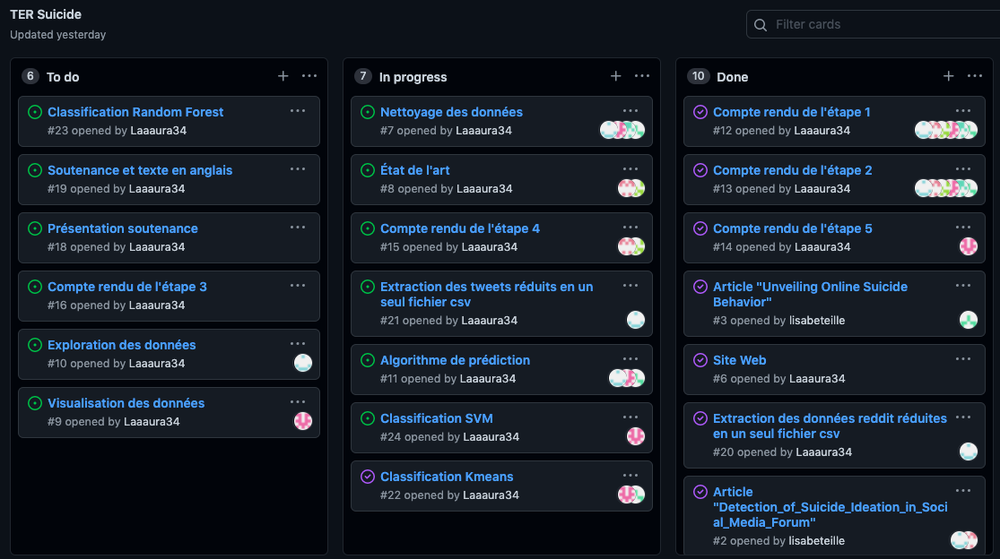 TER Suicide
Updated yesterday
Filter cards
6 To do
Classification Random Forest
#23 opened by Laaaura34
Soutenance et texte en anglais
#19 opened by Laaaura34
Présentation soutenance
#18 opened by Laaaura34
Compte rendu de l'étape 3
#16 opened by Laaaura34
Exploration des données
#10 opened by Laaaura34
Visualisation des données
#9 opened by Laaaura34
7 In progress
Nettoyage des données
#7 opened by Laaaura34
État de l'art
#8 opened by Laaaura34
Compte rendu de l'étape 4
#15 opened by Laaaura34
Extraction des tweets réduits en un
seul fichier csv
#21 opened by Laaaura34
Algorithme de prédiction
#11 opened by Laaaura34
Classification SVM
#24 opened by Laaaura34
Classification Kmeans
#22 opened by Laaaura34
10 Done
Compte rendu de l'étape 1
#12 opened by Laaaura34
Compte rendu de l'étape 2
#13 opened by Laaaura34
Compte rendu de l'étape 5
#14 opened by Laaaura34
Article "Unveiling Online Suicide
Behavior"
#3 opened by lisabeteille
Site Web
#6 opened by Laaaura34
Extraction des données reddit réduites
en un seul fichier csv
#20 opened by Laaaura34
Article
"Detection_of_Suicide_Ideation_in_Soci
al_Media_Forum"
#2 opened by lisabeteille